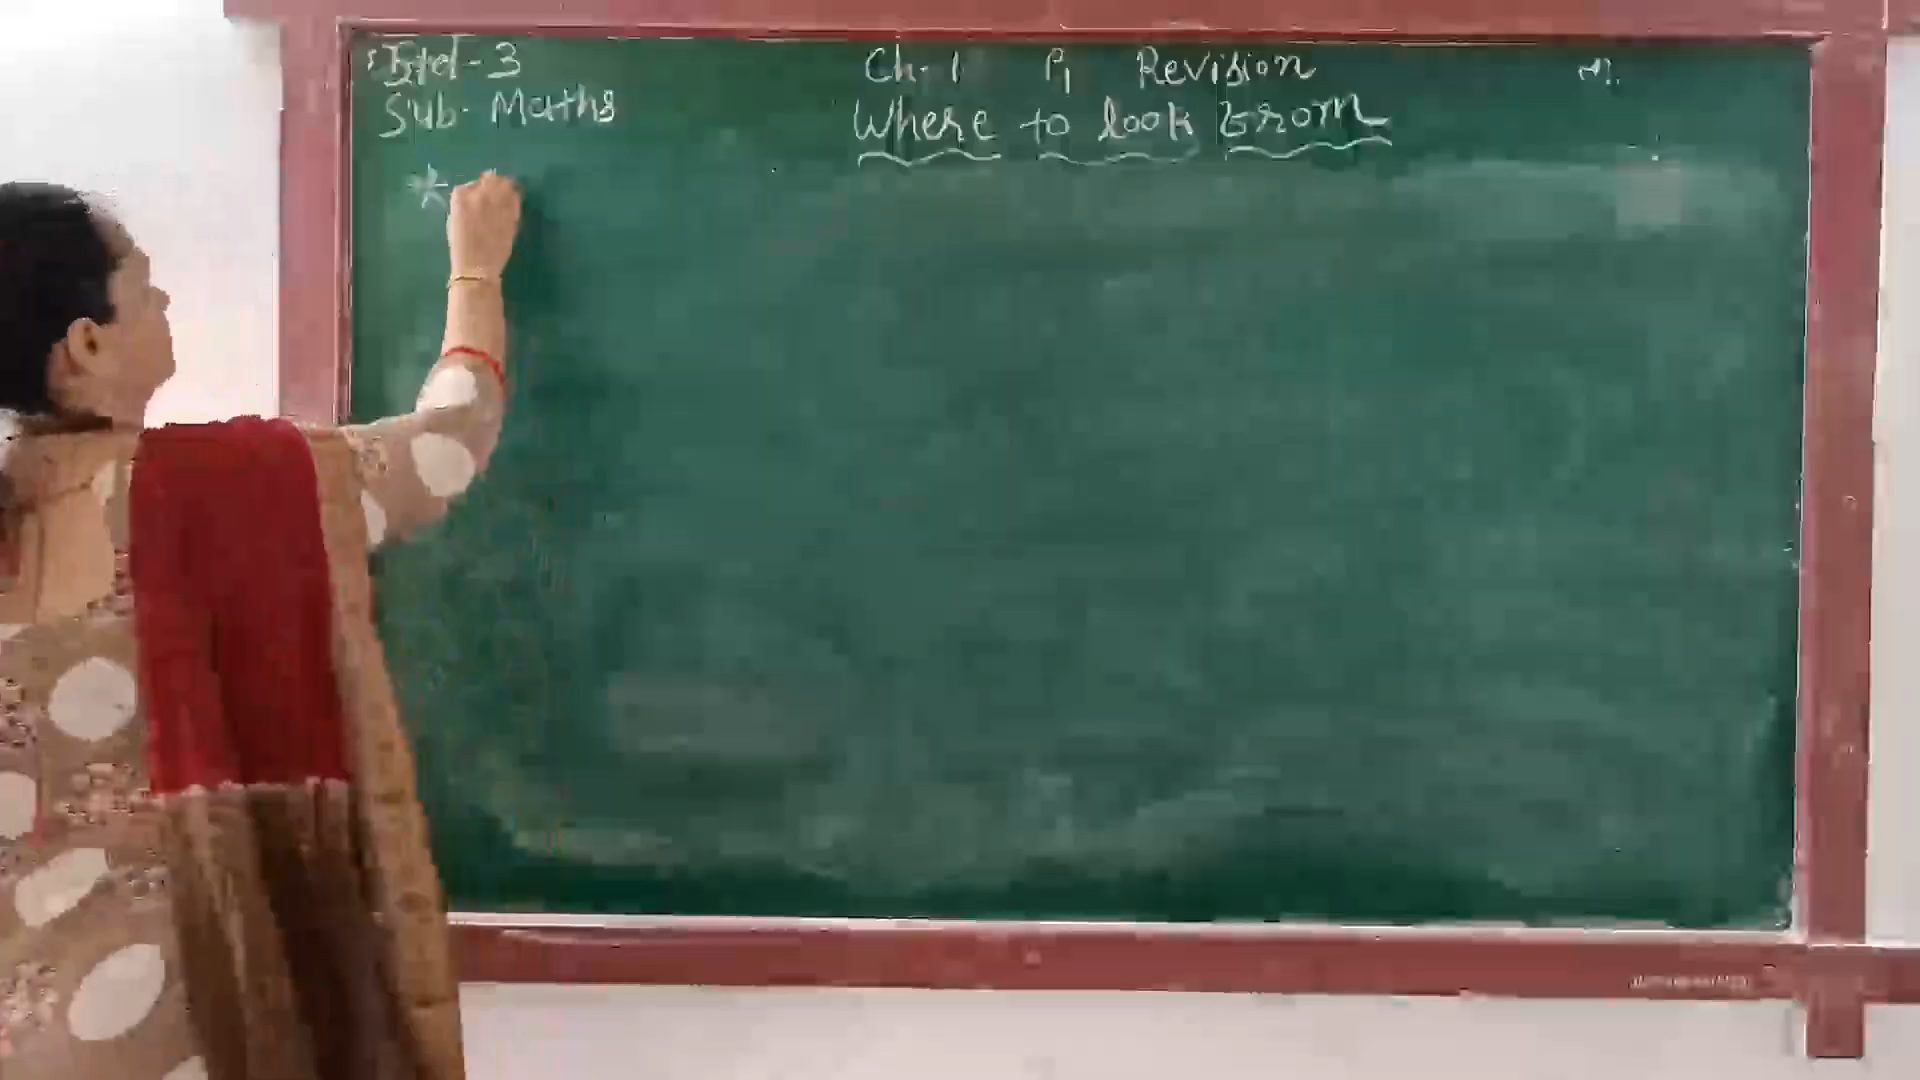 Std-3 Ch-1 P1 Revision
Sub- Maths Where to look From
*